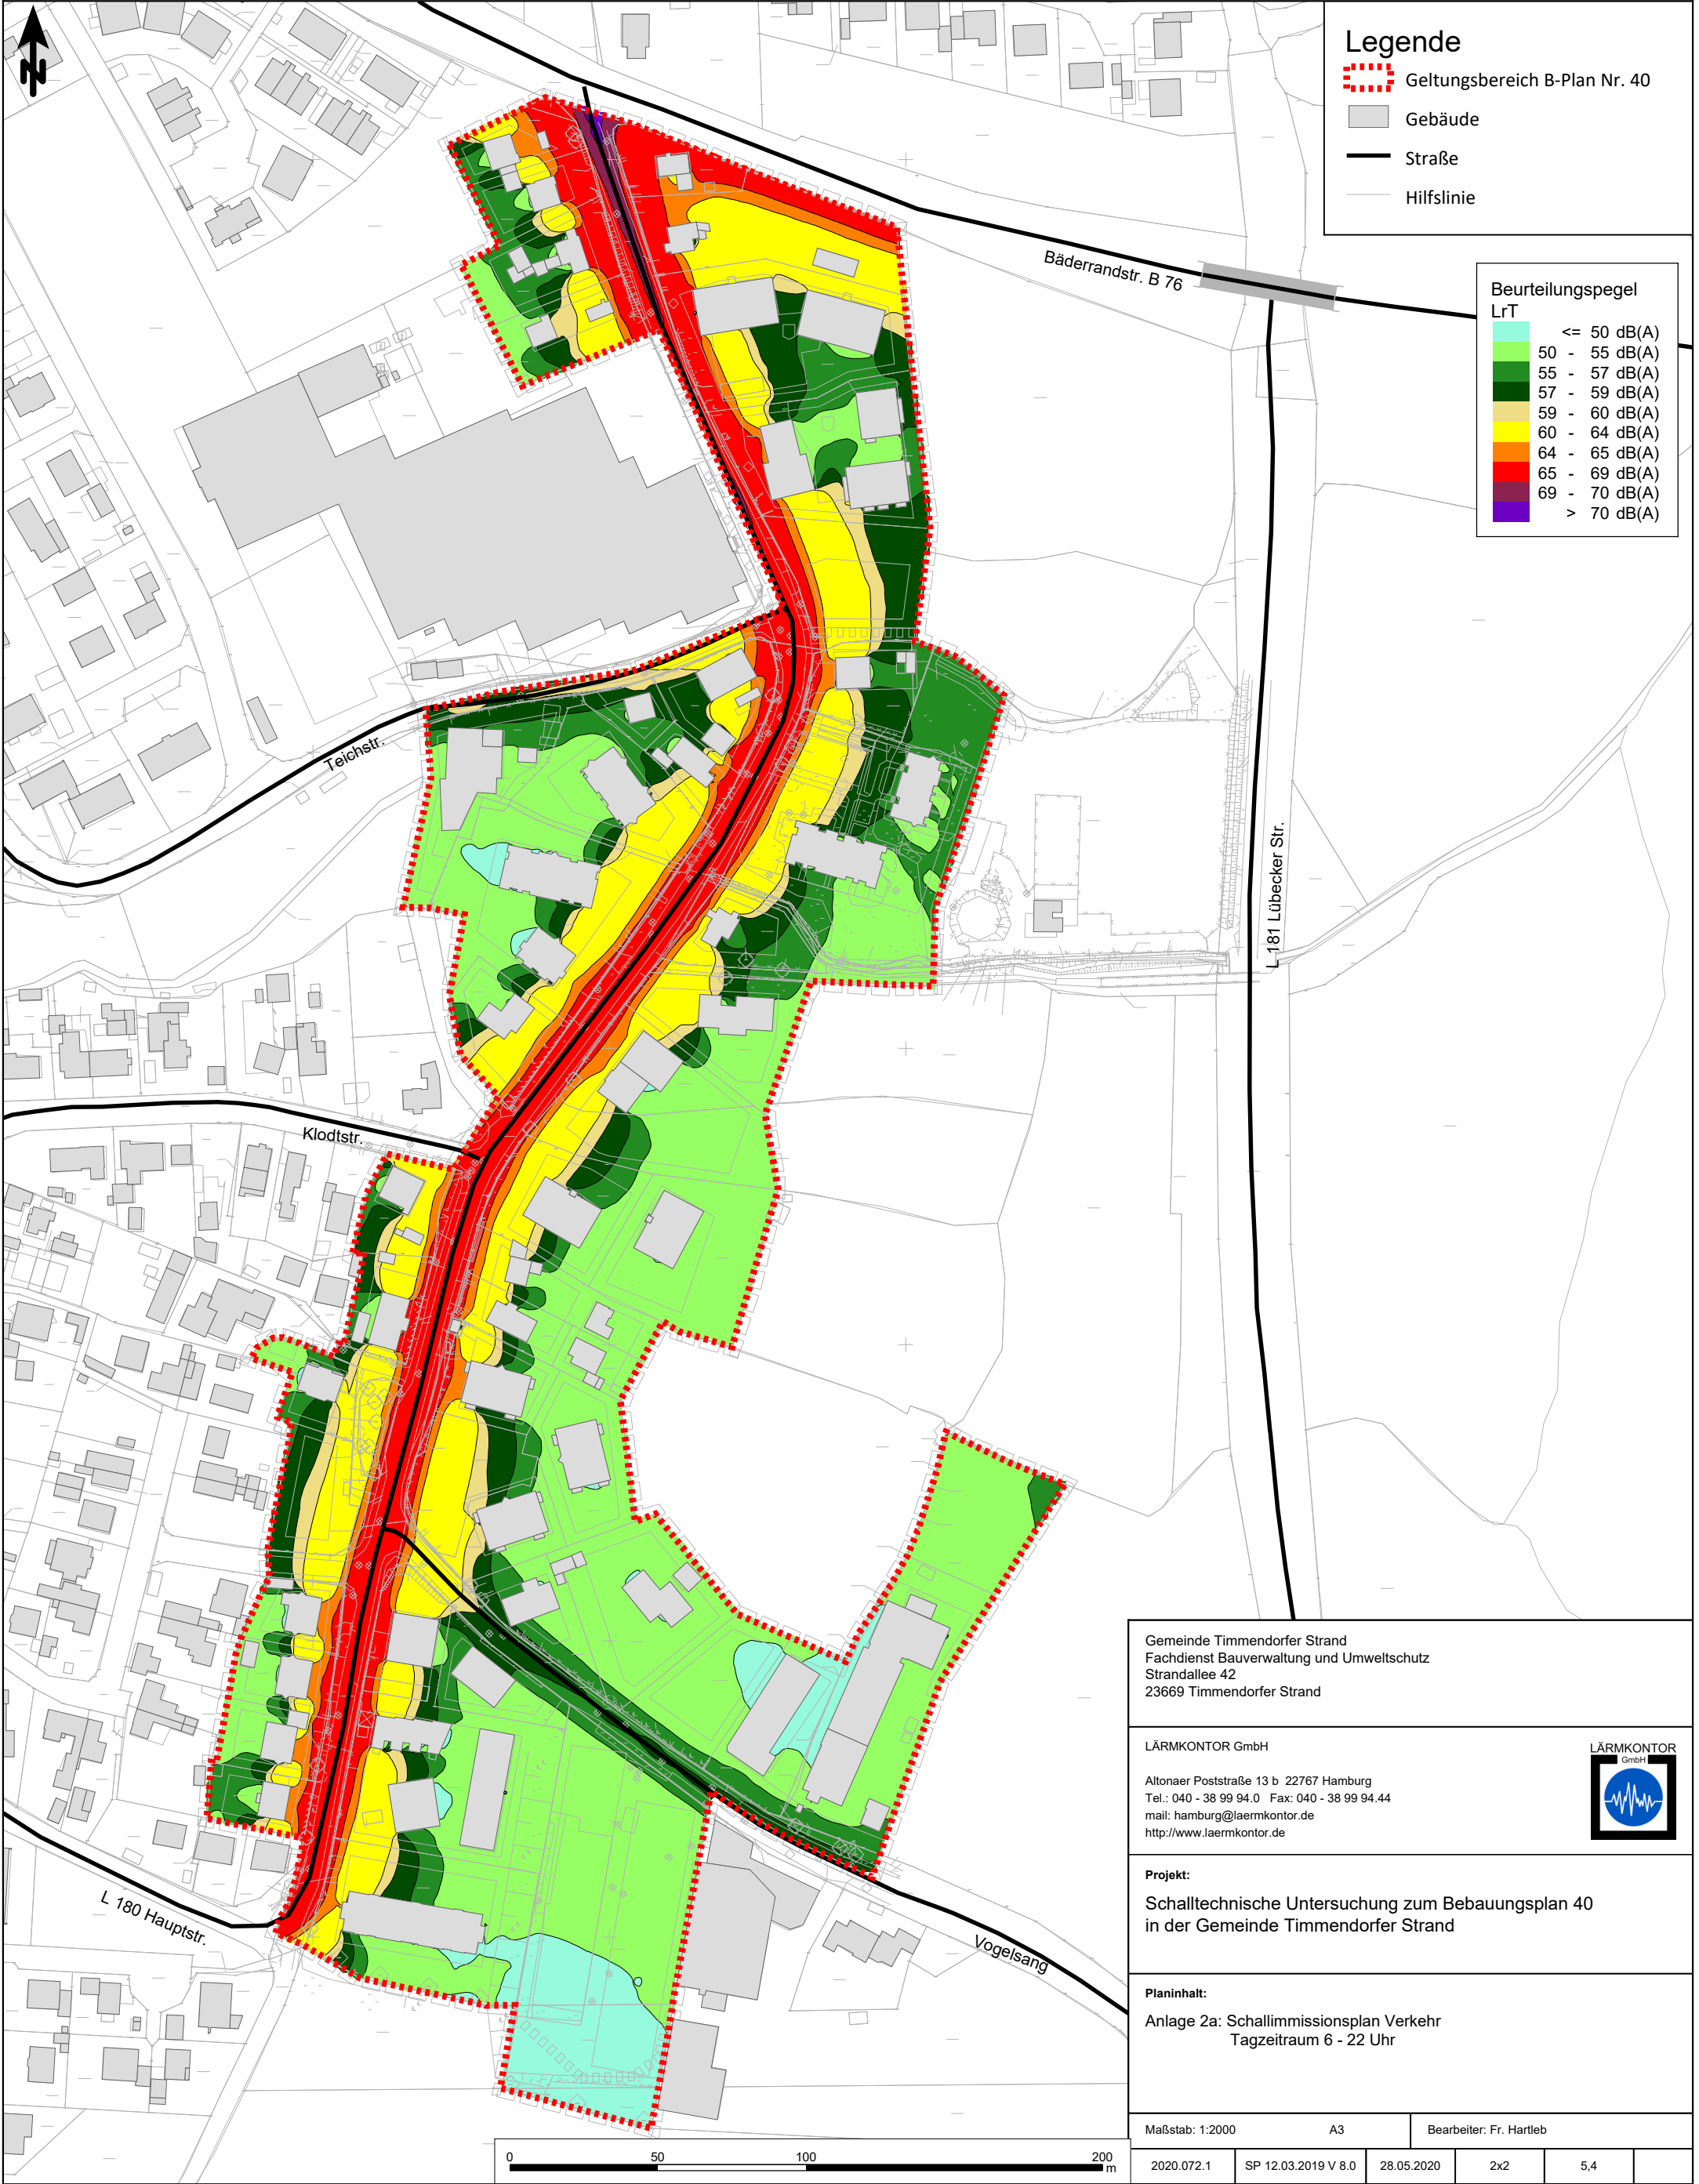 N
Legende
Geltungsbereich B-Plan Nr. 40
Gebäude
Straße
Hilfslinie
Beurteilungspegel
LrT
<= 50 dB(A)
50 - 55 dB(A)
55 - 57 dB(A)
57 - 59 dB(A)
59 - 60 dB(A)
60 - 64 dB(A)
64 - 65 dB(A)
65 - 69 dB(A)
69 - 70 dB(A)
> 70 dB(A)
Bäderrandstr. B 76
Teichstr.
L 181 Lübecker Str.
Klodtstr.
L 180 Hauptstr.
Vogelsang
Gemeinde Timmendorfer Strand
Fachdienst Bauverwaltung und Umweltschutz
Strandallee 42
23669 Timmendorfer Strand
LÄRMKONTOR GmbH
Altonaer Poststraße 13 b 22767 Hamburg
Tel.: 040 - 38 99 94.0 Fax: 040 - 38 99 94.44
mail: hamburg@laermkontor.de
http://www.laermkontor.de
LÄRMKONTOR
GmbH
Projekt:
Schalltechnische Untersuchung zum Bebauungsplan 40
in der Gemeinde Timmendorfer Strand
Planinhalt:
Anlage 2a: Schallimmissionsplan Verkehr
Tagzeitraum 6 - 22 Uhr
Maßstab: 1:2000 A3 Bearbeiter: Fr. Hartleb
2020.072.1 SP 12.03.2019 V 8.0 28.05.2020 2x2 5,4
0 50 100 200
m